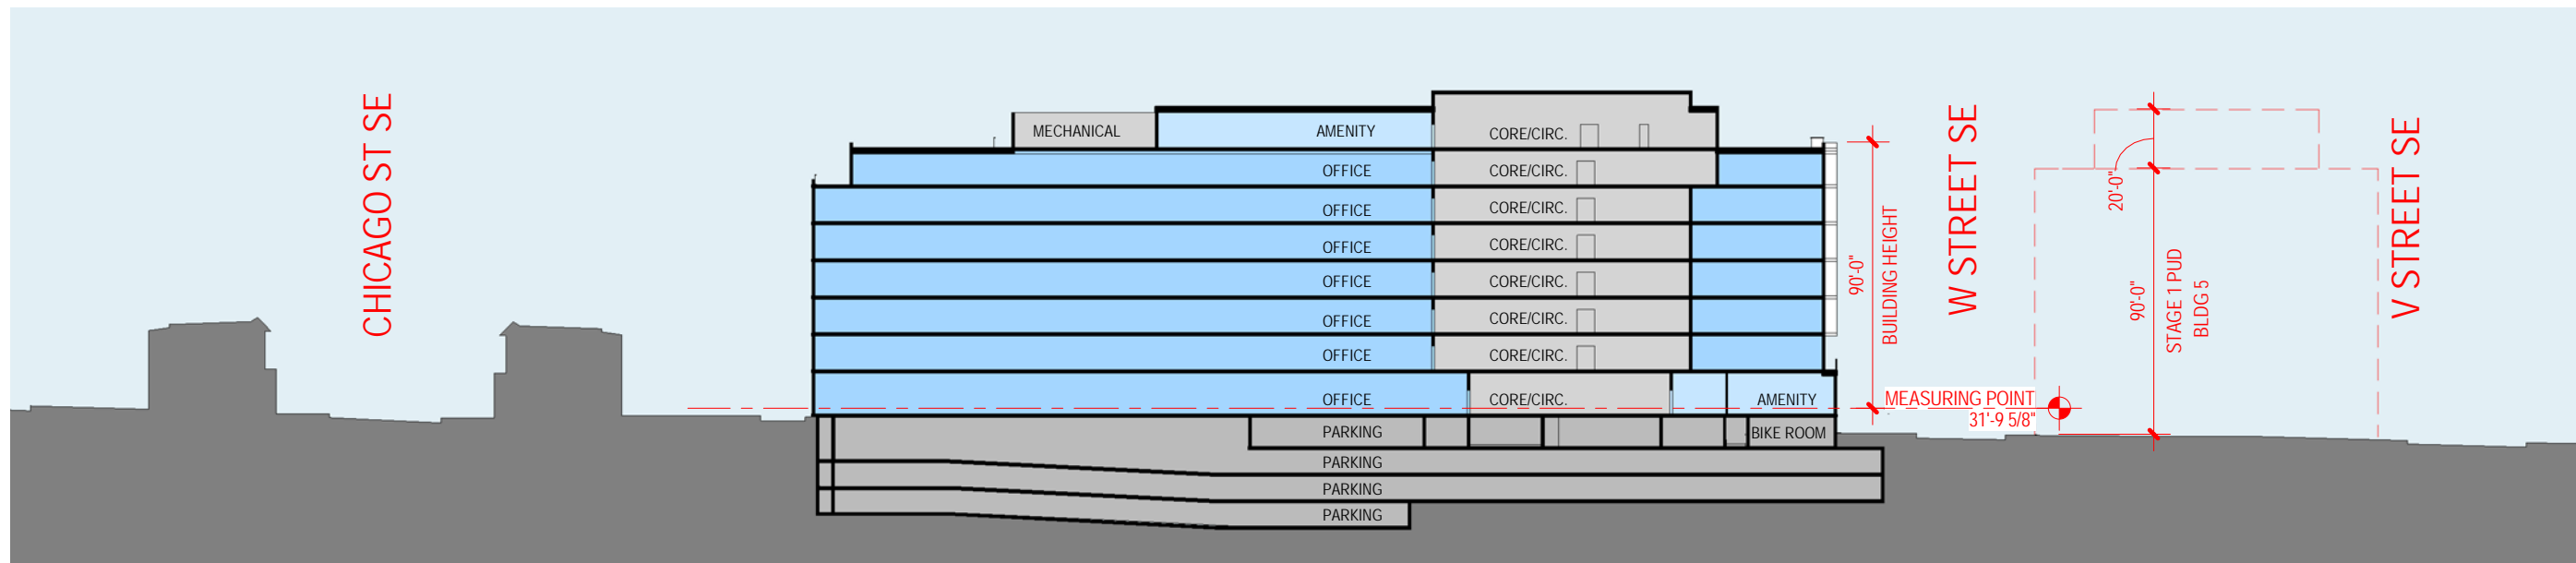 CHICAGO ST SE
MECHANICAL
AMENITY
CORE/CIRC.
OFFICE
CORE/CIRC.
OFFICE
CORE/CIRC.
OFFICE
CORE/CIRC.
OFFICE
CORE/CIRC.
OFFICE
CORE/CIRC.
OFFICE
CORE/CIRC.
OFFICE
CORE/CIRC.
AMENITY
PARKING
BIKE ROOM
PARKING
PARKING
PARKING
90'-0"
BUILDING HEIGHT
W STREET SE
MEASURING POINT
31'-9 5/8"
20'-0"
90'-0"
STAGE 1 PUD
BLDG 5
V STREET SE